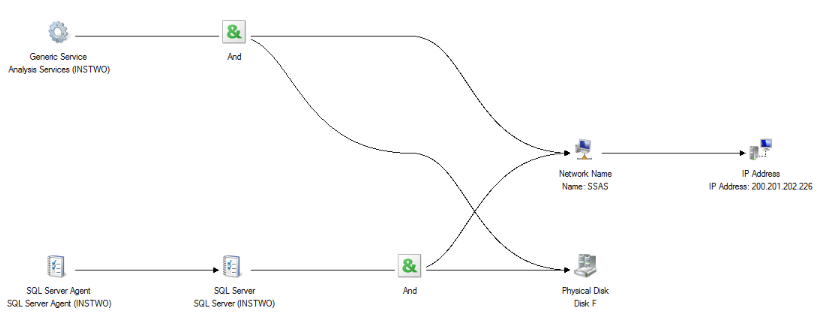 &
Generic Service
Analysis Services (INSTWO)
And
Network Name
Name: SSAS
IP Address
IP Address: 200.201.202.226
&
SQL Server Agent
SQL Server Agent (INSTWO)
SQL Server
SQL Server (INSTWO)
And
Physical Disk
Disk F